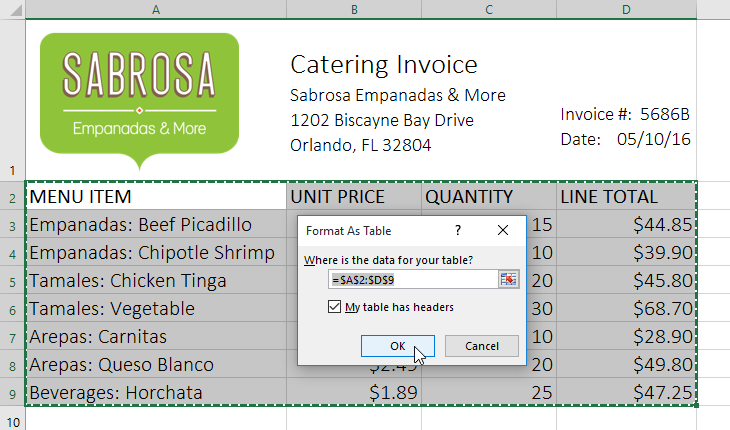 A B C D
SABROSA
Empanadas & More
Catering Invoice
Sabrosa Empanadas & More
1202 Biscayne Bay Drive
Orlando, FL 32804
Invoice #: 5686B
Date: 05/10/16
1
2 MENU ITEM UNIT PRICE QUANTITY LINE TOTAL
3 Empanadas: Beef Picadillo 15 $44.85
4 Empanadas: Chipotle Shrimp 10 $39.90
5 Tamales: Chicken Tinga 20 $45.80
6 Tamales: Vegetable 30 $68.70
7 Arepas: Carnitas 10 $28.90
8 Arepas: Queso Blanco 20 $49.80
9 Beverages: Horchata $1.89 25 $47.25
10
Format As Table ?
Where is the data for your table?
=$A$2:$D$9
My table has headers
OK Cancel